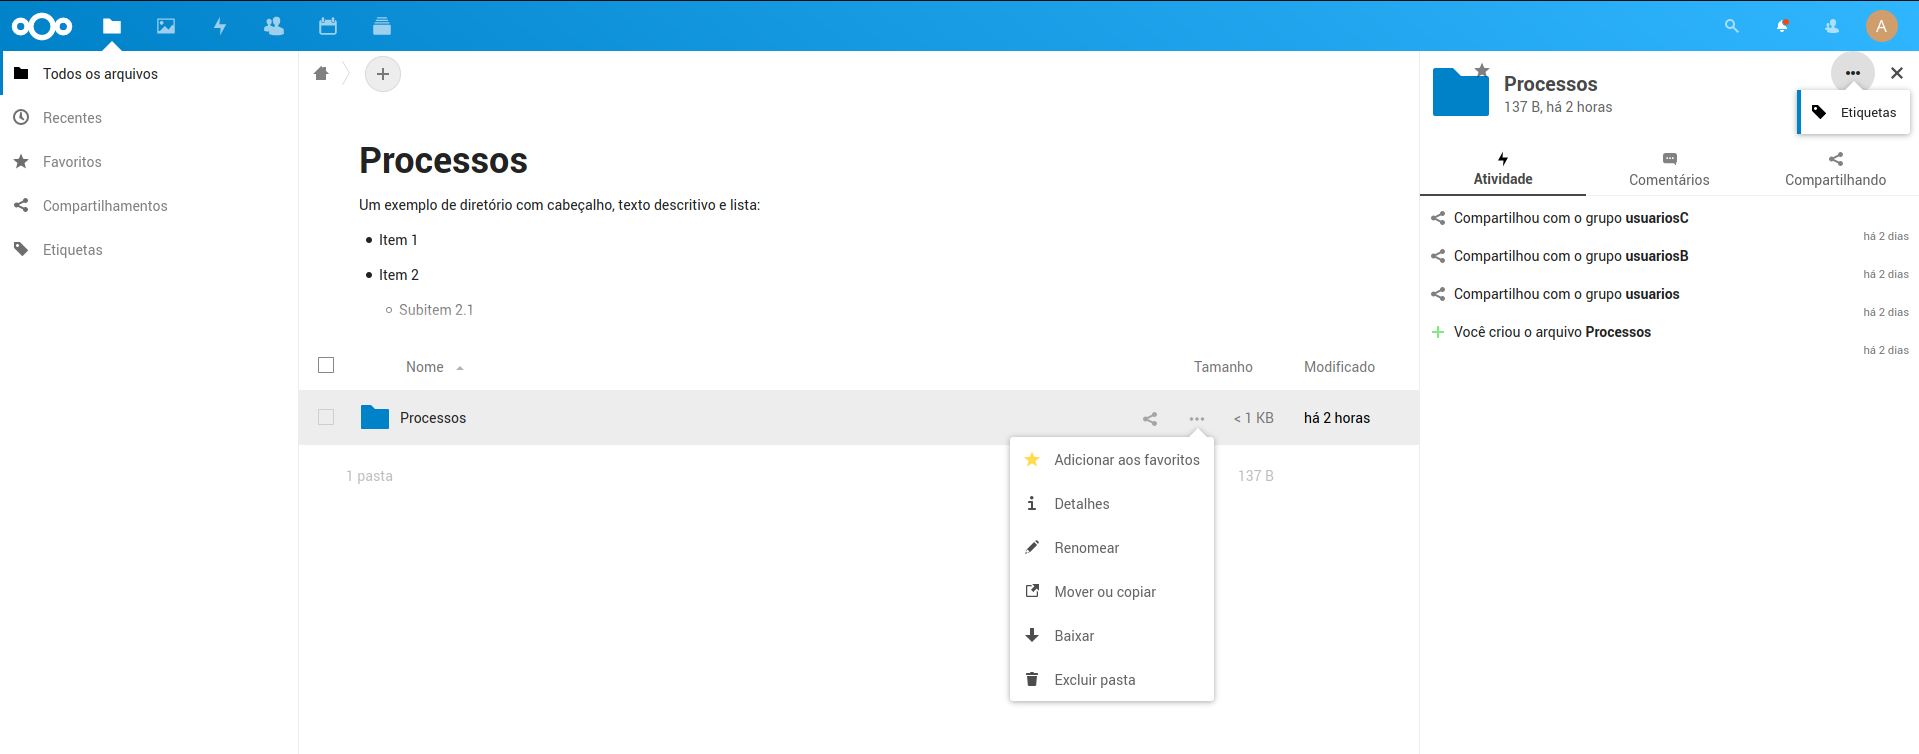 A
Todos os arquivos
Recentes
Favoritos
Compartilhamentos
Etiquetas
Processos
Um exemplo de diretório com cabeçalho, texto descritivo e lista:
Item 1
Item 2
Subitem 2.1
Nome
Tamanho
Modificado
Processos
< 1 KB
há 2 horas
1 pasta
137 B
Adicionar aos favoritos
Detalhes
Renomear
Mover ou copiar
Baixar
Excluir pasta
Processos
137 B, há 2 horas
Etiquetas
Atividade
Comentários
Compartilhando
Compartilhou com o grupo usuariosC
há 2 dias
Compartilhou com o grupo usuariosB
há 2 dias
Compartilhou com o grupo usuarios
há 2 dias
Você criou o arquivo Processos
há 2 dias